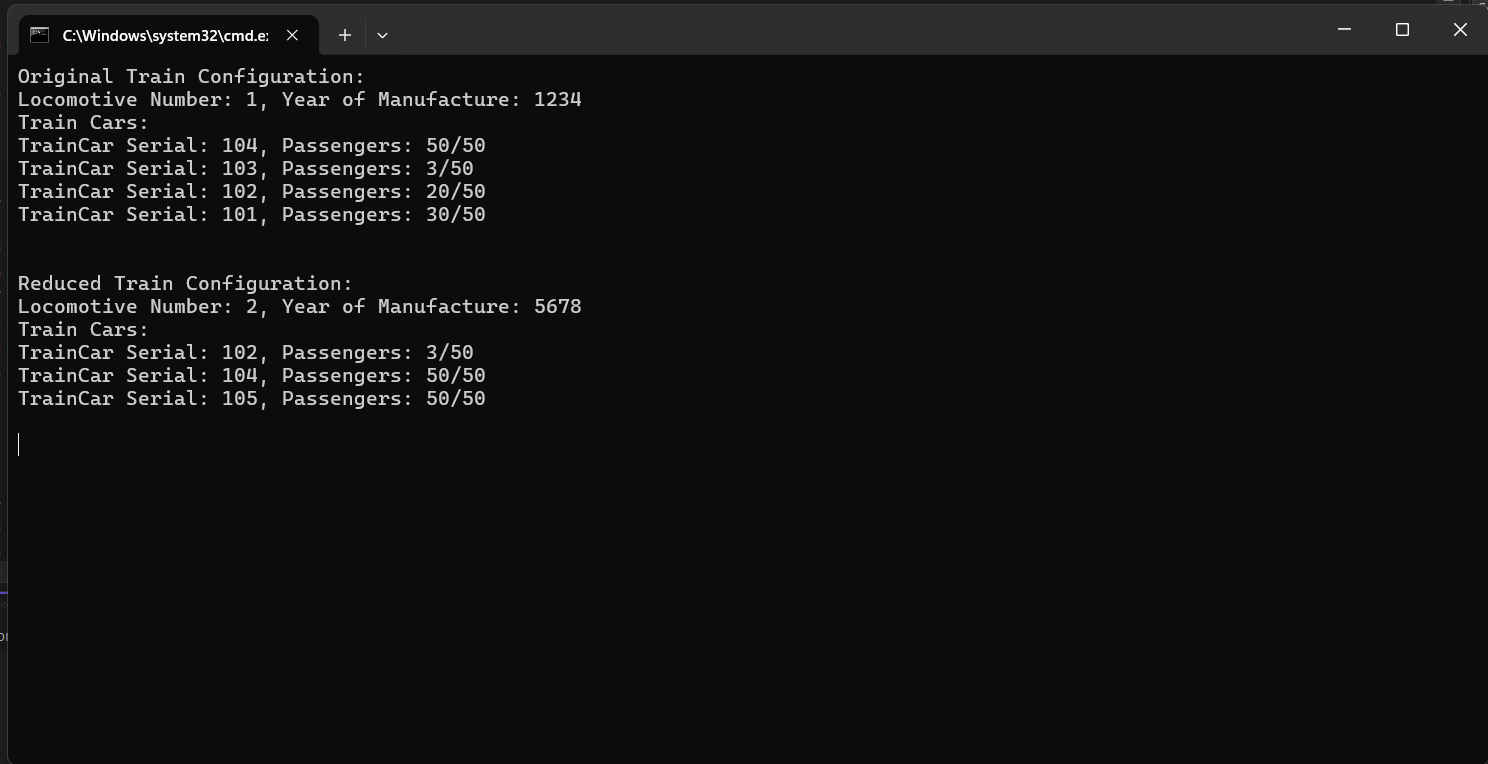 C:\Windows\system32\cmd.e
Original Train Configuration:
Locomotive Number: 1, Year of Manufacture: 1234
Train Cars:
TrainCar Serial: 104, Passengers: 50/50
TrainCar Serial: 103, Passengers: 3/50
TrainCar Serial: 102, Passengers: 20/50
TrainCar Serial: 101, Passengers: 30/50
Reduced Train Configuration:
Locomotive Number: 2, Year of Manufacture: 5678
Train Cars:
TrainCar Serial: 102, Passengers: 3/50
TrainCar Serial: 104, Passengers: 50/50
TrainCar Serial: 105, Passengers: 50/50